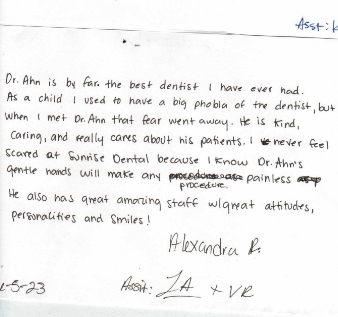 Asst:
Dr. Ahn is by far the best dentist I have ever had.
As a child I used to have a big phobia of the dentist, but
when I met Dr. Ahn that fear went away. He is kind,
caring, and really cares about his patients. I never feel
scared at Sunrise Dental because I know Dr. Ahn's
gentle hands will make any painless
procedure.
He also has great amazing staff w/great attitudes,
personalities and smiles!
Alexandra R.
-5-23 Asst: IA + VR